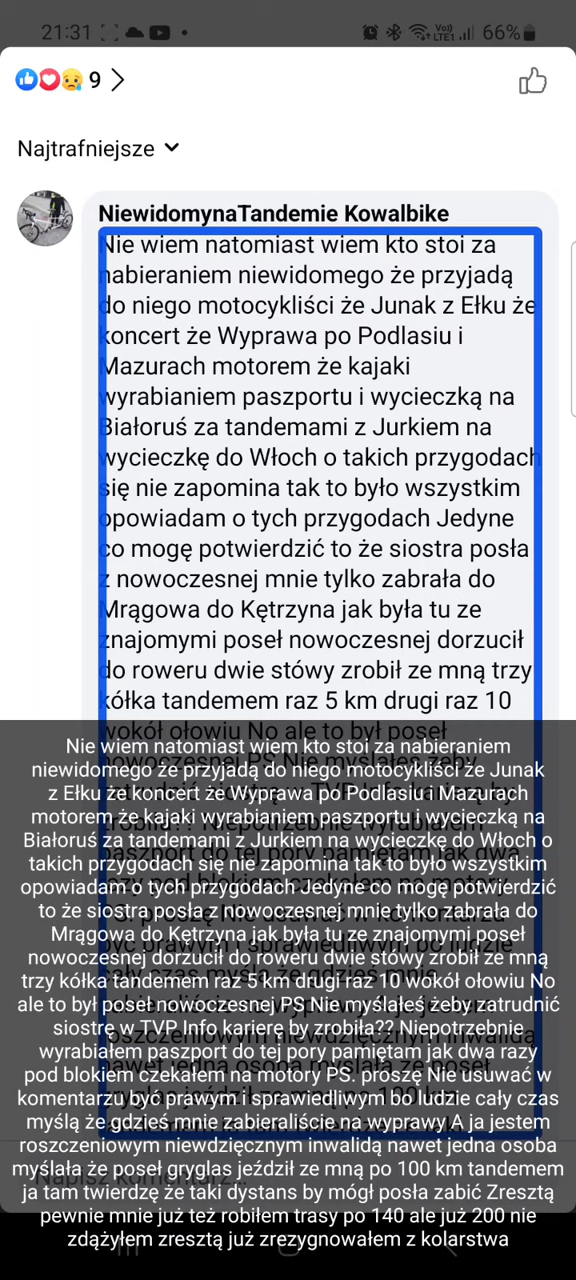 21:31
Vo))
LTE1
66%
9
Najtrafniejsze
NiewidomynaTandemie Kowalbike
Nie wiem natomiast wiem kto stoi za
nabieraniem niewidomego że przyjadą
do niego motocykliści że Junak z Ełku że
koncert że Wyprawa po Podlasiu i
Mazurach motorem że kajaki
wyrabianiem paszportu i wycieczką na
Białoruś za tandemami z Jurkiem na
wycieczkę do Włoch o takich przygodach
się nie zapomina tak to było wszystkim
opowiadam o tych przygodach Jedyne
co mogę potwierdzić to że siostra posła
z nowoczesnej mnie tylko zabrała do
Mrągowa do Kętrzyna jak była tu ze
znajomymi poseł nowoczesnej dorzucił
do roweru dwie stówy zrobił ze mną trzy
kółka tandemem raz 5 km drugi raz 10
wokół ołowiu No ale to był poseł
Nie wiem natomiast wiem kto stoi za nabieraniem
niewidomego że przyjadą do niego motocykliści że Junak
z Ełku że koncert że Wyprawa po Podlasiu i Mazurach
motorem że kajaki wyrabianiem paszportu i wycieczką na
Białoruś za tandemami z Jurkiem na wycieczkę do Włoch o
takich przygodach się nie zapomina tak to było wszystkim
opowiadam o tych przygodach Jedyne co mogę potwierdzić
to że siostra posła z Nowoczesnej mnie tylko zabrała do
Mrągowa do Kętrzyna jak była tu ze znajomymi poseł
nowoczesnej dorzucił do roweru dwie stówy zrobił ze mną
trzy kółka tandemem raz 5 km drugi raz 10 wokół ołowiu No
ale to był poseł nowoczesnej PS Nie myślałeś żeby zatrudnić
siostrę w TVP Info karierę by zrobiła?? Niepotrzebnie
wyrabiałem paszport do tej pory pamiętam jak dwa razy
pod blokiem czekałem na motory PS. proszę Nie usuwać w
komentarzu być prawym i sprawiedliwym bo ludzie cały czas
myślą że gdzieś mnie zabieraliście na wyprawy A ja jestem
roszczeniowym niewdzięcznym inwalidą nawet jedna osoba
myślała że poseł gryglas jeździł ze mną po 100 km tandemem
ja tam twierdzę że taki dystans by mógł posła zabić Zresztą
pewnie mnie już też robiłem trasy po 140 ale już 200 nie
zdążyłem zresztą już zrezygnowałem z kolarstwa